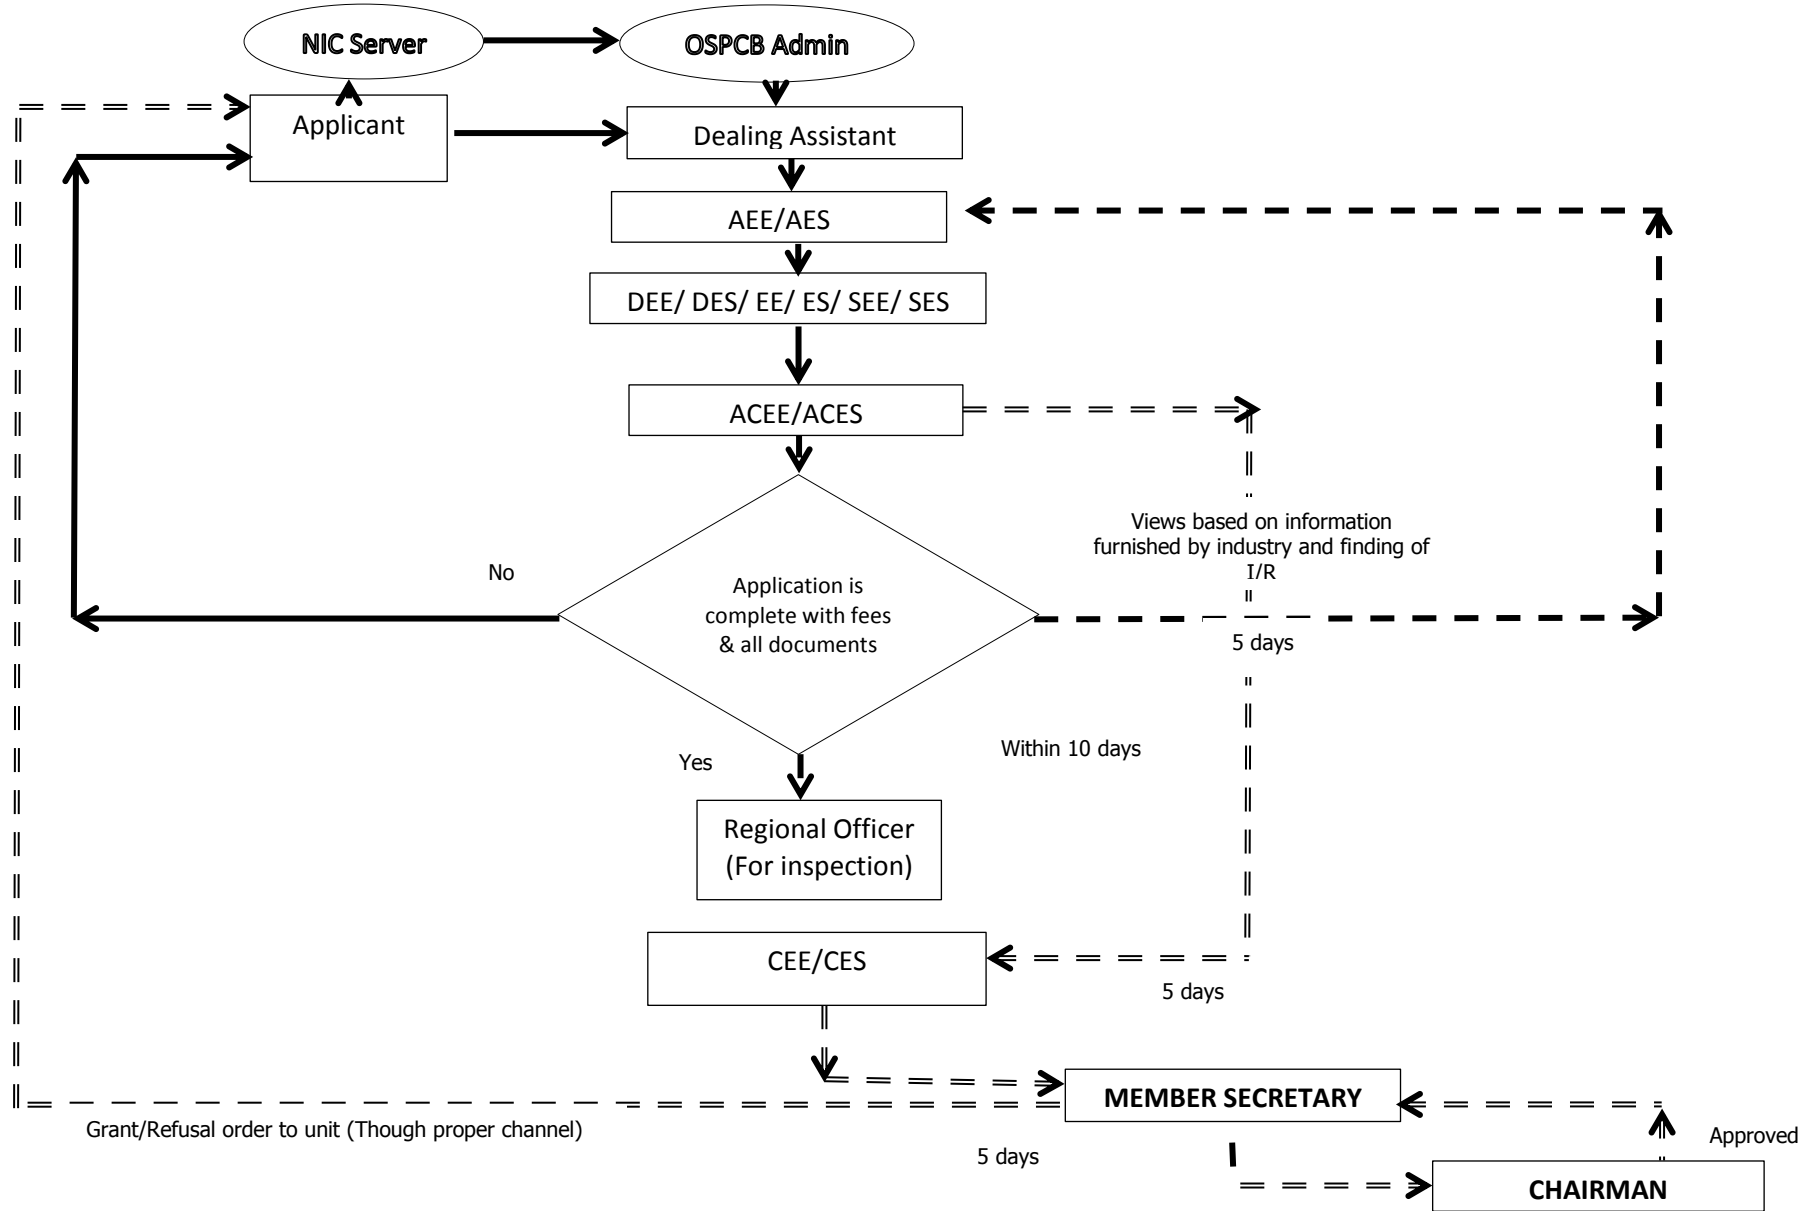 NIC Server
OSPCB Admin
Applicant
Dealing Assistant
AEE/AES
DEE/ DES/ EE/ ES/ SEE/ SES
ACEE/ACES
Views based on information
furnished by industry and finding of
I/R
No
Application is
complete with fees
& all documents
5 days
Within 10 days
Yes
Regional Officer
(For inspection)
CEE/CES
5 days
MEMBER SECRETARY
Grant/Refusal order to unit (Though proper channel)
5 days
Approved
CHAIRMAN